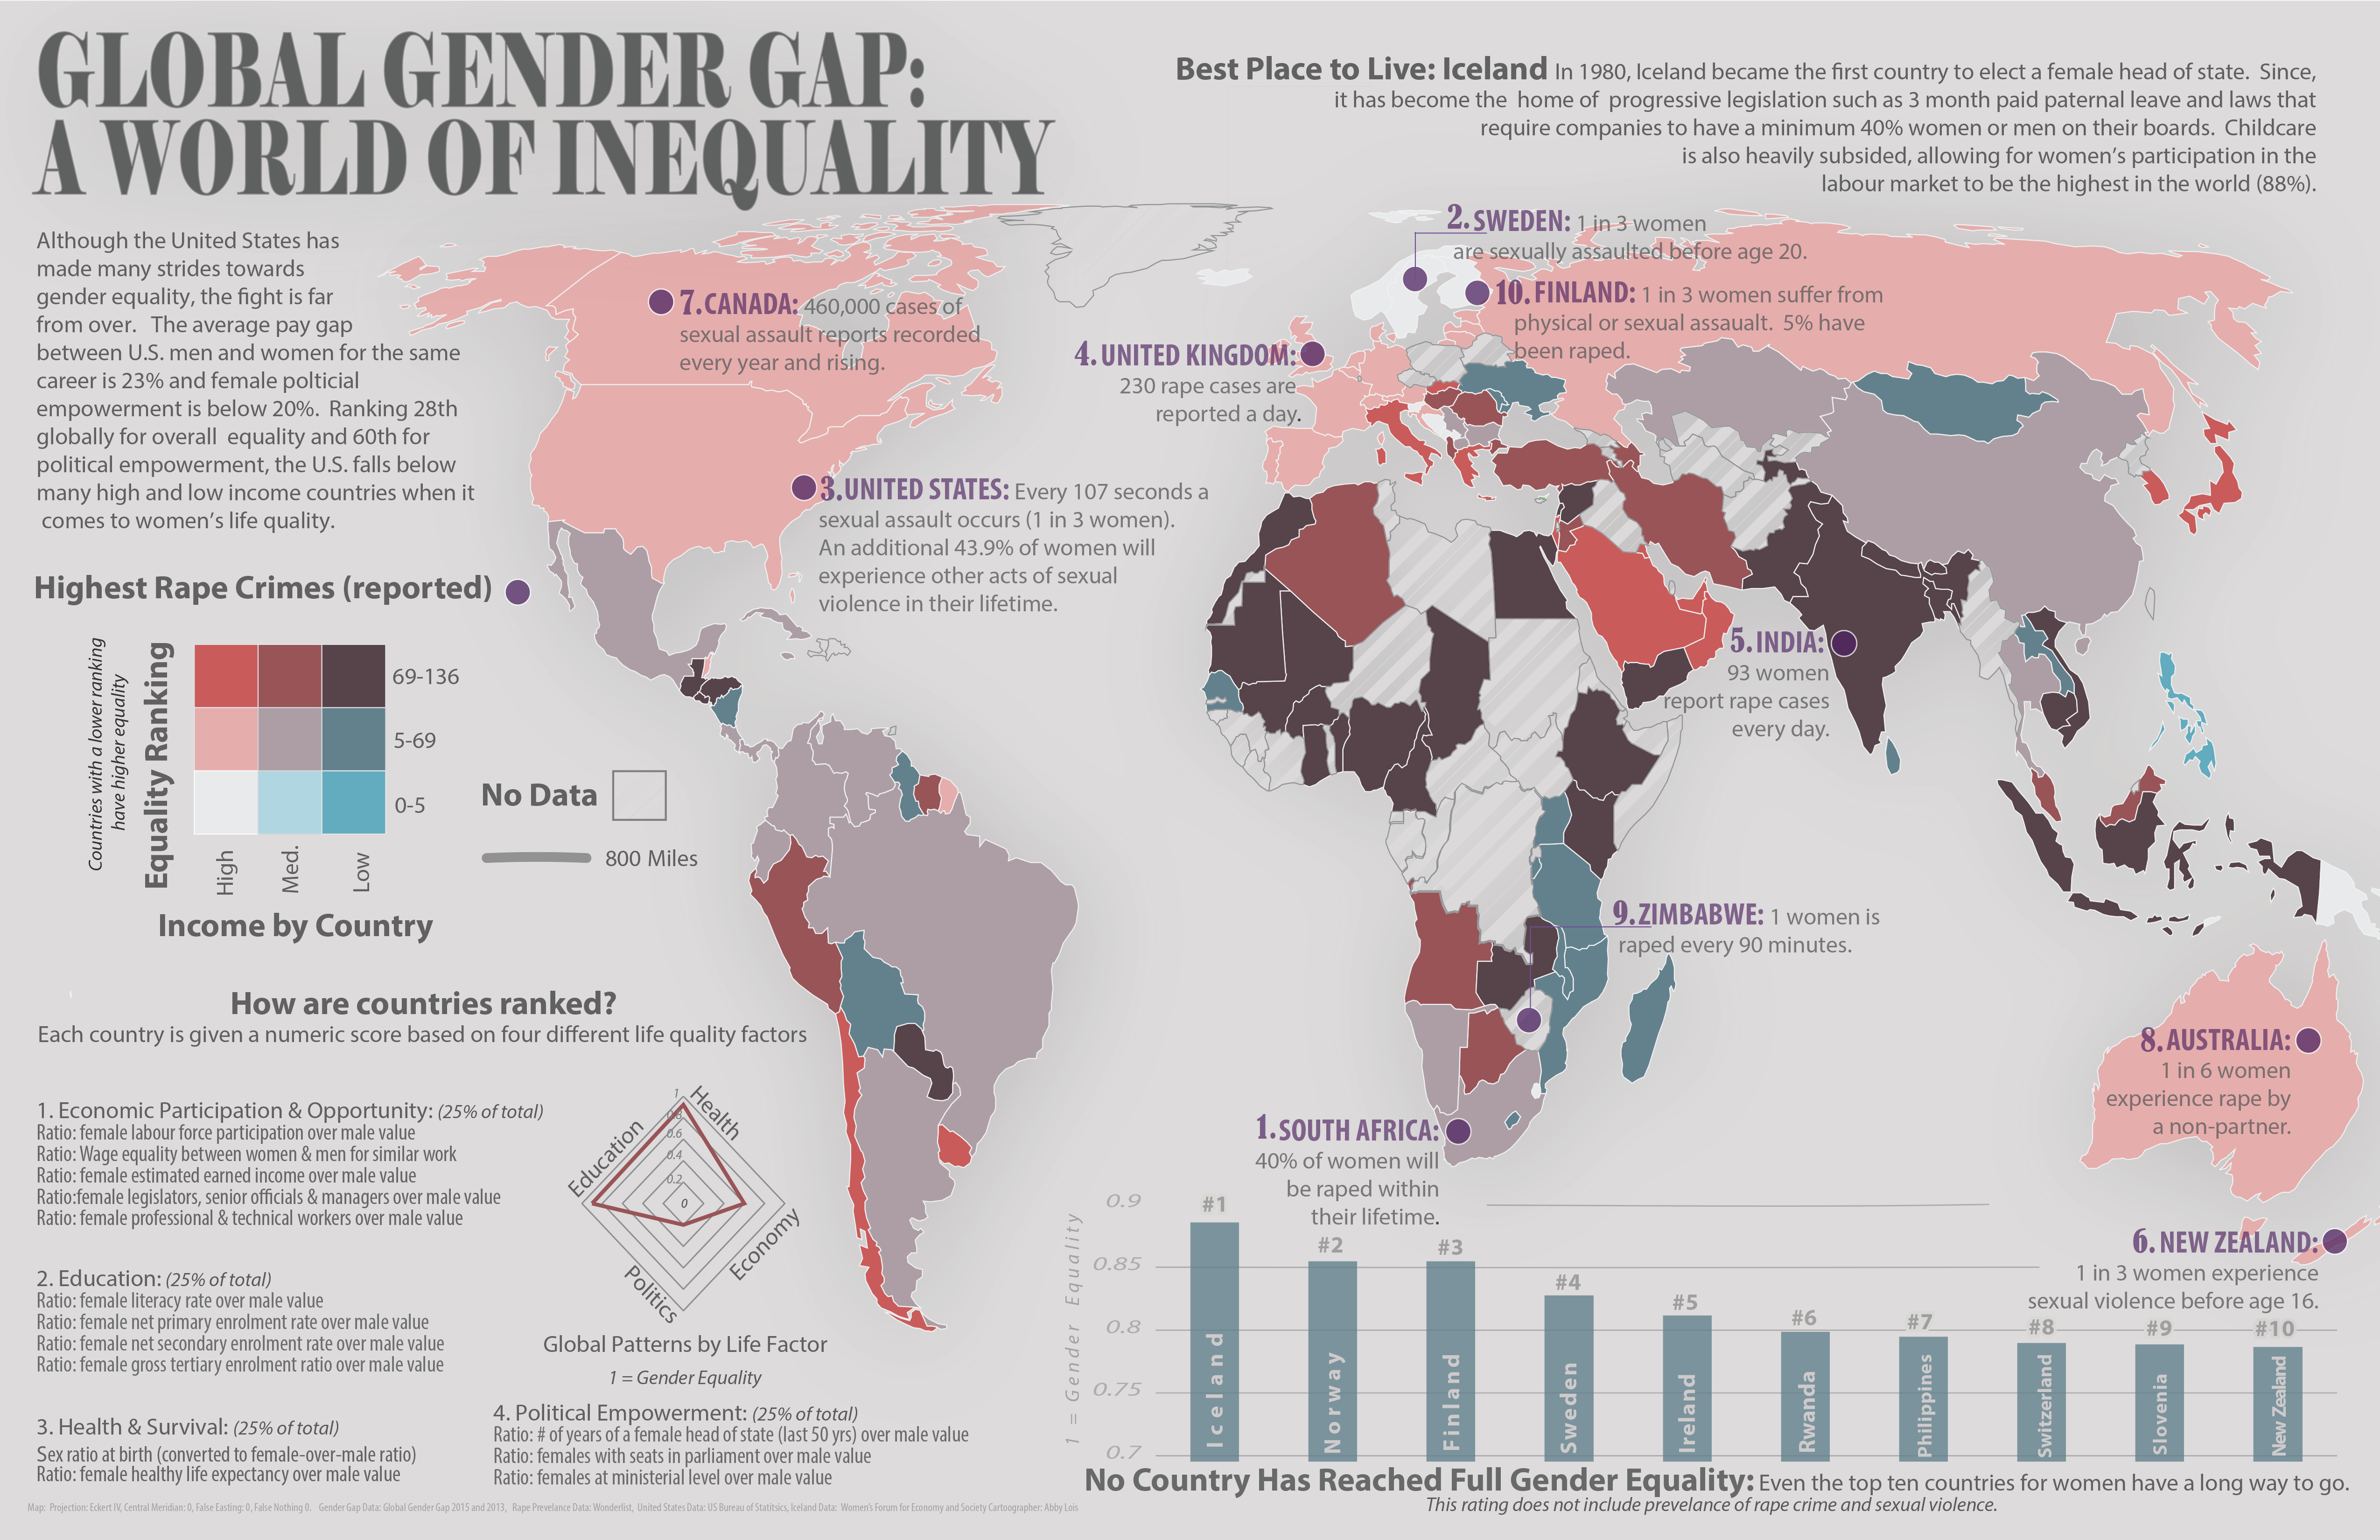 GLOBAL GENDER GAP:
A WORLD OF INEQUALITY
Best Place to Live: Iceland In 1980, Iceland became the first country to elect a female head of state. Since,
it has become the home of progressive legislation such as 3 month paid paternal leave and laws that
require companies to have a minimum 40% women or men on their boards. Childcare
is also heavily subsided, allowing for women's participation in the
labour market to be the highest in the world (88%).
Although the United States has
made many strides towards
gender equality, the fight is far
from over. The average pay gap
between U.S. men and women for the same
career is 23% and female polticial
empowerment is below 20%. Ranking 28th
globally for overall equality and 60th for
political empowerment, the U.S. falls below
many high and low income countries when it
comes to women's life quality.
7. CANADA: 460,000 cases of
sexual assault reports recorded
every year and rising.
2. SWEDEN: 1 in 3 women
are sexually assaulted before age 20.
10. FINLAND: 1 in 3 women suffer from
physical or sexual assaualt. 5% have
been raped.
4. UNITED KINGDOM:
230 rape cases are
reported a day.
3. UNITED STATES: Every 107 seconds a
sexual assault occurs (1 in 3 women).
An additional 43.9% of women will
experience other acts of sexual
violence in their lifetime.
5. INDIA:
93 women
report rape cases
every day.
9. ZIMBABWE: 1 women is
raped every 90 minutes.
8. AUSTRALIA:
1 in 6 women
experience rape by
a non-partner.
1. SOUTH AFRICA:
40% of women will
be raped within
their lifetime.
6. NEW ZEALAND:
1 in 3 women experience
sexual violence before age 16.
Highest Rape Crimes (reported)
Countries with a lower ranking
have higher equality
Equality Ranking
69-136
5-69
0-5
High
Med.
Low
Income by Country
No Data
800 Miles
How are countries ranked?
Each country is given a numeric score based on four different life quality factors
1. Economic Participation & Opportunity: (25% of total)
Ratio: female labour force participation over male value
Ratio: Wage equality between women & men for similar work
Ratio: female estimated earned income over male value
Ratio:female legislators, senior officials & managers over male value
Ratio: female professional & technical workers over male value
2. Education: (25% of total)
Ratio: female literacy rate over male value
Ratio: female net primary enrolment rate over male value
Ratio: female net secondary enrolment rate over male value
Ratio: female gross tertiary enrolment ratio over male value
3. Health & Survival: (25% of total)
Sex ratio at birth (converted to female-over-male ratio)
Ratio: female healthy life expectancy over male value
Health
Education
Economy
Politics
1
0.8
0.6
0.4
0.2
0
Global Patterns by Life Factor
1 = Gender Equality
4. Political Empowerment: (25% of total)
Ratio: # of years of a female head of state (last 50 yrs) over male value
Ratio: females with seats in parliament over male value
Ratio: females at ministerial level over male value
1 = Gender Equality
0.9
0.85
0.8
0.75
0.7
#1
Iceland
#2
Norway
#3
Finland
#4
Sweden
#5
Ireland
#6
Rwanda
#7
Philippines
#8
Switzerland
#9
Slovenia
#10
New Zealand
No Country Has Reached Full Gender Equality: Even the top ten countries for women have a long way to go.
This rating does not include prevelance of rape crime and sexual violence.
Map: Projection: Eckert IV, Central Meridian: 0, False Easting: 0, False Nothing 0. Gender Gap Data: Global Gender Gap 2015 and 2013, Rape Prevelance Data: Wonderlist, United States Data: US Bureau of Statitsics, Iceland Data: Women's Forum for Economy and Society Cartoographer: Abby Lois